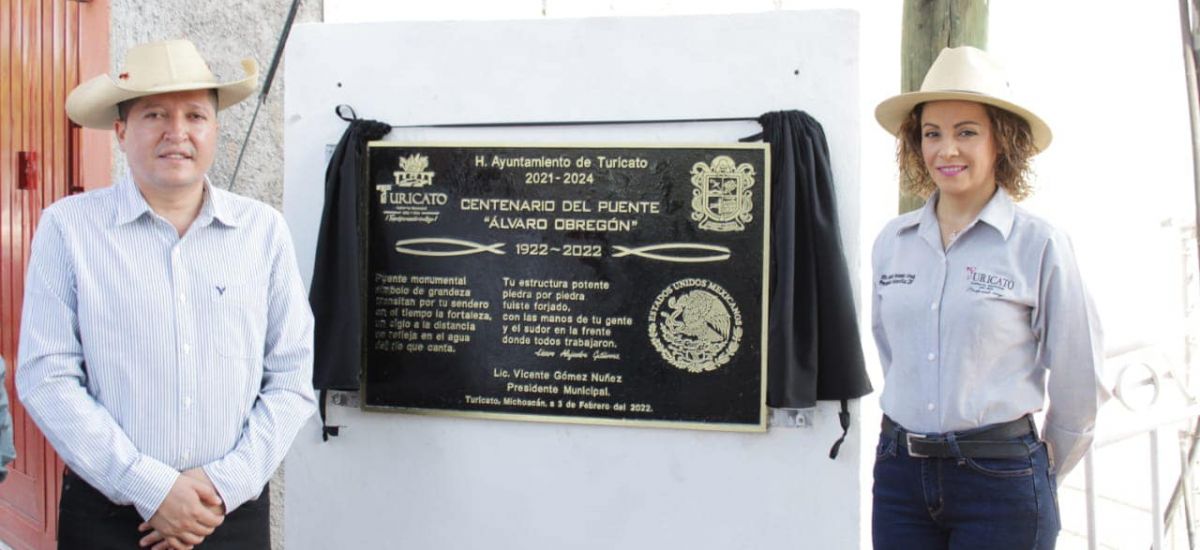 H. Ayuntamiento de Turicato
2021-2024
TURICATO
CENTENARIO DEL PUENTE
"ÁLVARO OBREGÓN"
1922~2022
Puente monumental
símbolo de grandeza
transitan por tu sendero
en el tiempo la fortaleza,
un siglo a la distancia
se refleja en el agua
del río que canta.
Tu estructura potente
piedra por piedra
fuiste forjado,
con las manos de tu gente
y el sudor en la frente
donde todos trabajaron.
Alejandro Gutiérrez
ESTADOS UNIDOS MEXICANOS
Lic. Vicente Gómez Nuñez
Presidente Municipal.
Turicato, Michoacán. a 3 de Febrero del 2022.
TURICATO